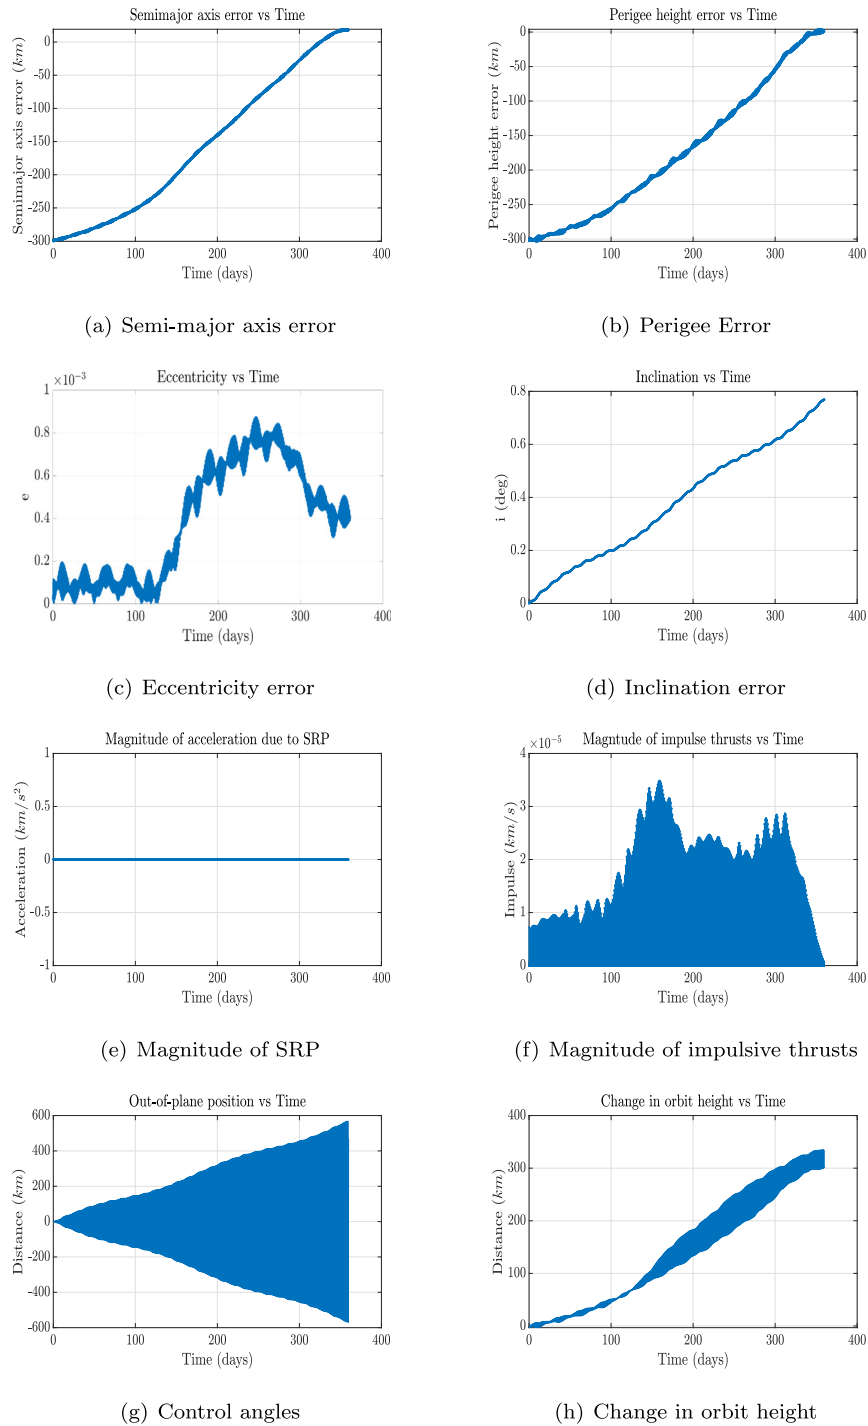 Semimajor axis error vs Time
Semimajor axis error (km)
0
-50
-100
-150
-200
-250
-300
0 100 200 300 400
Time (days)
(a) Semi-major axis error
Perigee height error vs Time
Perigee height error (km)
0
-50
-100
-150
-200
-250
-300
0 100 200 300 400
Time (days)
(b) Perigee Error
Eccentricity vs Time
×10⁻³
e
1
0.8
0.6
0.4
0.2
0
0 100 200 300 400
Time (days)
(c) Eccentricity error
Inclination vs Time
i (deg)
0.8
0.6
0.4
0.2
0
0 100 200 300 400
Time (days)
(d) Inclination error
Magnitude of acceleration due to SRP
Acceleration (km/s²)
1
0.5
0
-0.5
-1
0 100 200 300 400
Time (days)
(e) Magnitude of SRP
Magntude of impulse thrusts vs Time
×10⁻⁵
Impulse (km/s)
4
3
2
1
0
0 100 200 300 400
Time (days)
(f) Magnitude of impulsive thrusts
Out-of-plane position vs Time
Distance (km)
600
400
200
0
-200
-400
-600
0 100 200 300 400
Time (days)
(g) Control angles
Change in orbit height vs Time
Distance (km)
400
300
200
100
0
0 100 200 300 400
Time (days)
(h) Change in orbit height